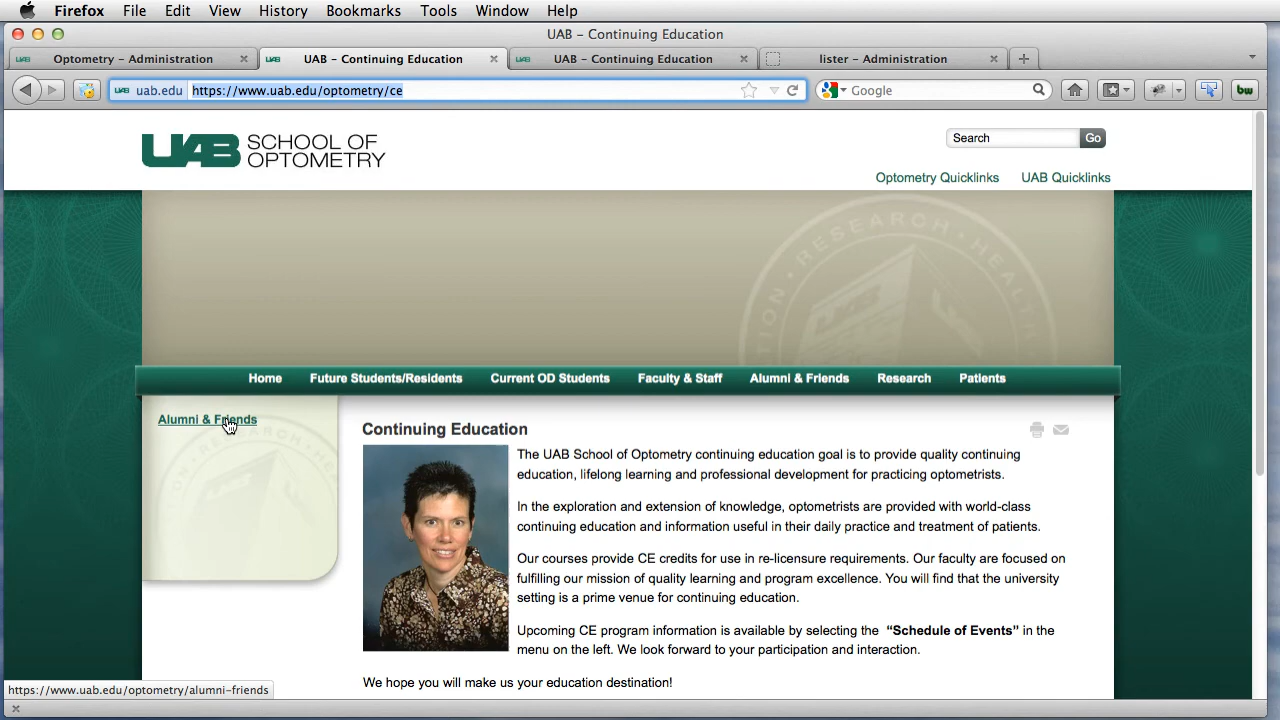 Firefox File Edit View History Bookmarks Tools Window Help
UAB – Continuing Education
UAB Optometry – Administration UAB UAB – Continuing Education UAB UAB – Continuing Education lister – Administration
UAB uab.edu https://www.uab.edu/optometry/ce Google bw
UAB SCHOOL OF
OPTOMETRY
Search Go
Optometry Quicklinks UAB Quicklinks
RESEARCH • HEALTH
Home Future Students/Residents Current OD Students Faculty & Staff Alumni & Friends Research Patients
Alumni & Friends
Continuing Education
The UAB School of Optometry continuing education goal is to provide quality continuing
education, lifelong learning and professional development for practicing optometrists.
In the exploration and extension of knowledge, optometrists are provided with world-class
continuing education and information useful in their daily practice and treatment of patients.
Our courses provide CE credits for use in re-licensure requirements. Our faculty are focused on
fulfilling our mission of quality learning and program excellence. You will find that the university
setting is a prime venue for continuing education.
Upcoming CE program information is available by selecting the “Schedule of Events” in the
menu on the left. We look forward to your participation and interaction.
We hope you will make us your education destination!
https://www.uab.edu/optometry/alumni-friends